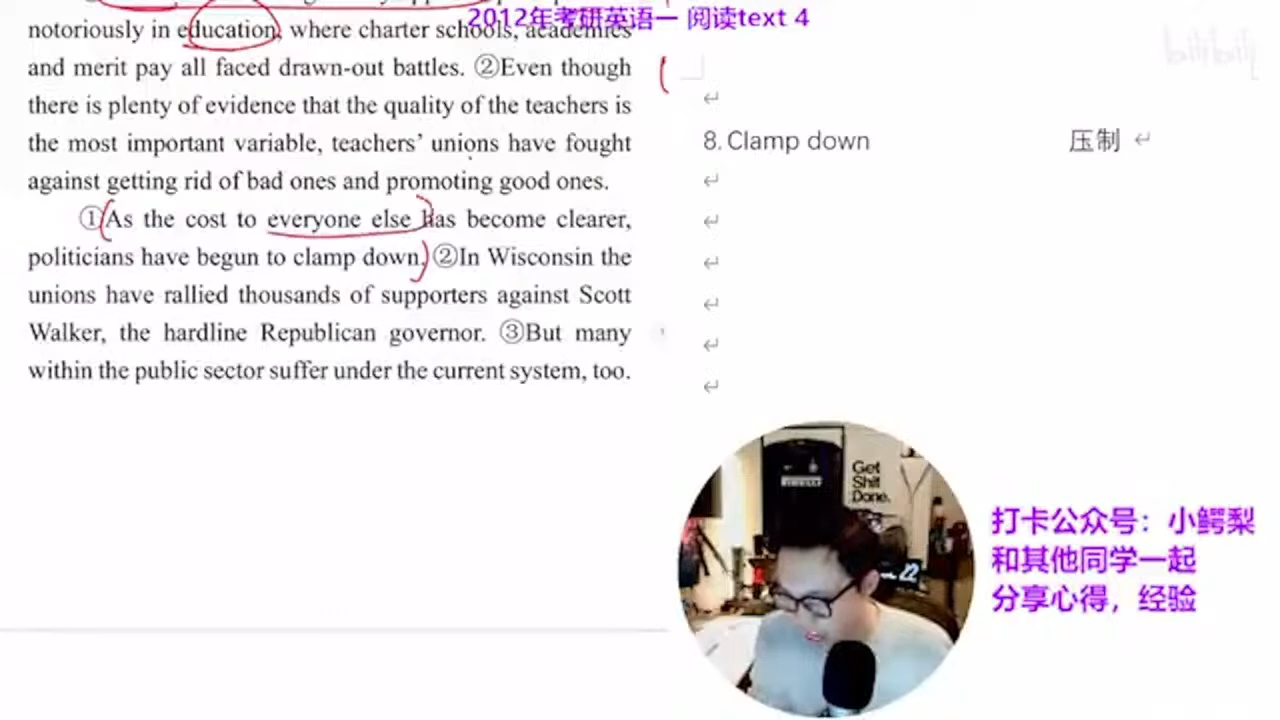 2012年考研英语一 阅读text 4
notoriously in education, where charter schools, academies
and merit pay all faced drawn-out battles. ②Even though
there is plenty of evidence that the quality of the teachers is
the most important variable, teachers' unions have fought
against getting rid of bad ones and promoting good ones.
①As the cost to everyone else has become clearer,
politicians have begun to clamp down. ②In Wisconsin the
unions have rallied thousands of supporters against Scott
Walker, the hardline Republican governor. ③But many
within the public sector suffer under the current system, too.
bilibili
8. Clamp down 压制
PIRELLI
Get
Shit
Done.
22
打卡公众号：小鳄梨
和其他同学一起
分享心得，经验